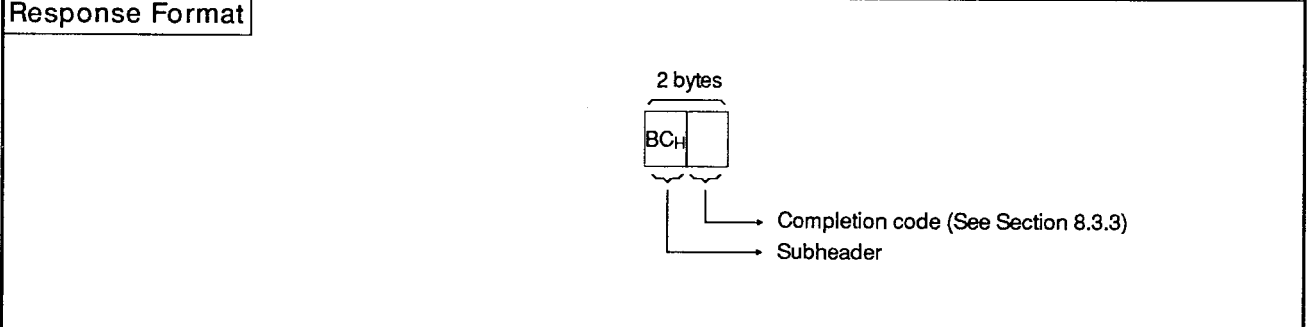 Response Format
2 bytes
BCH
Completion code (See Section 8.3.3)
Subheader